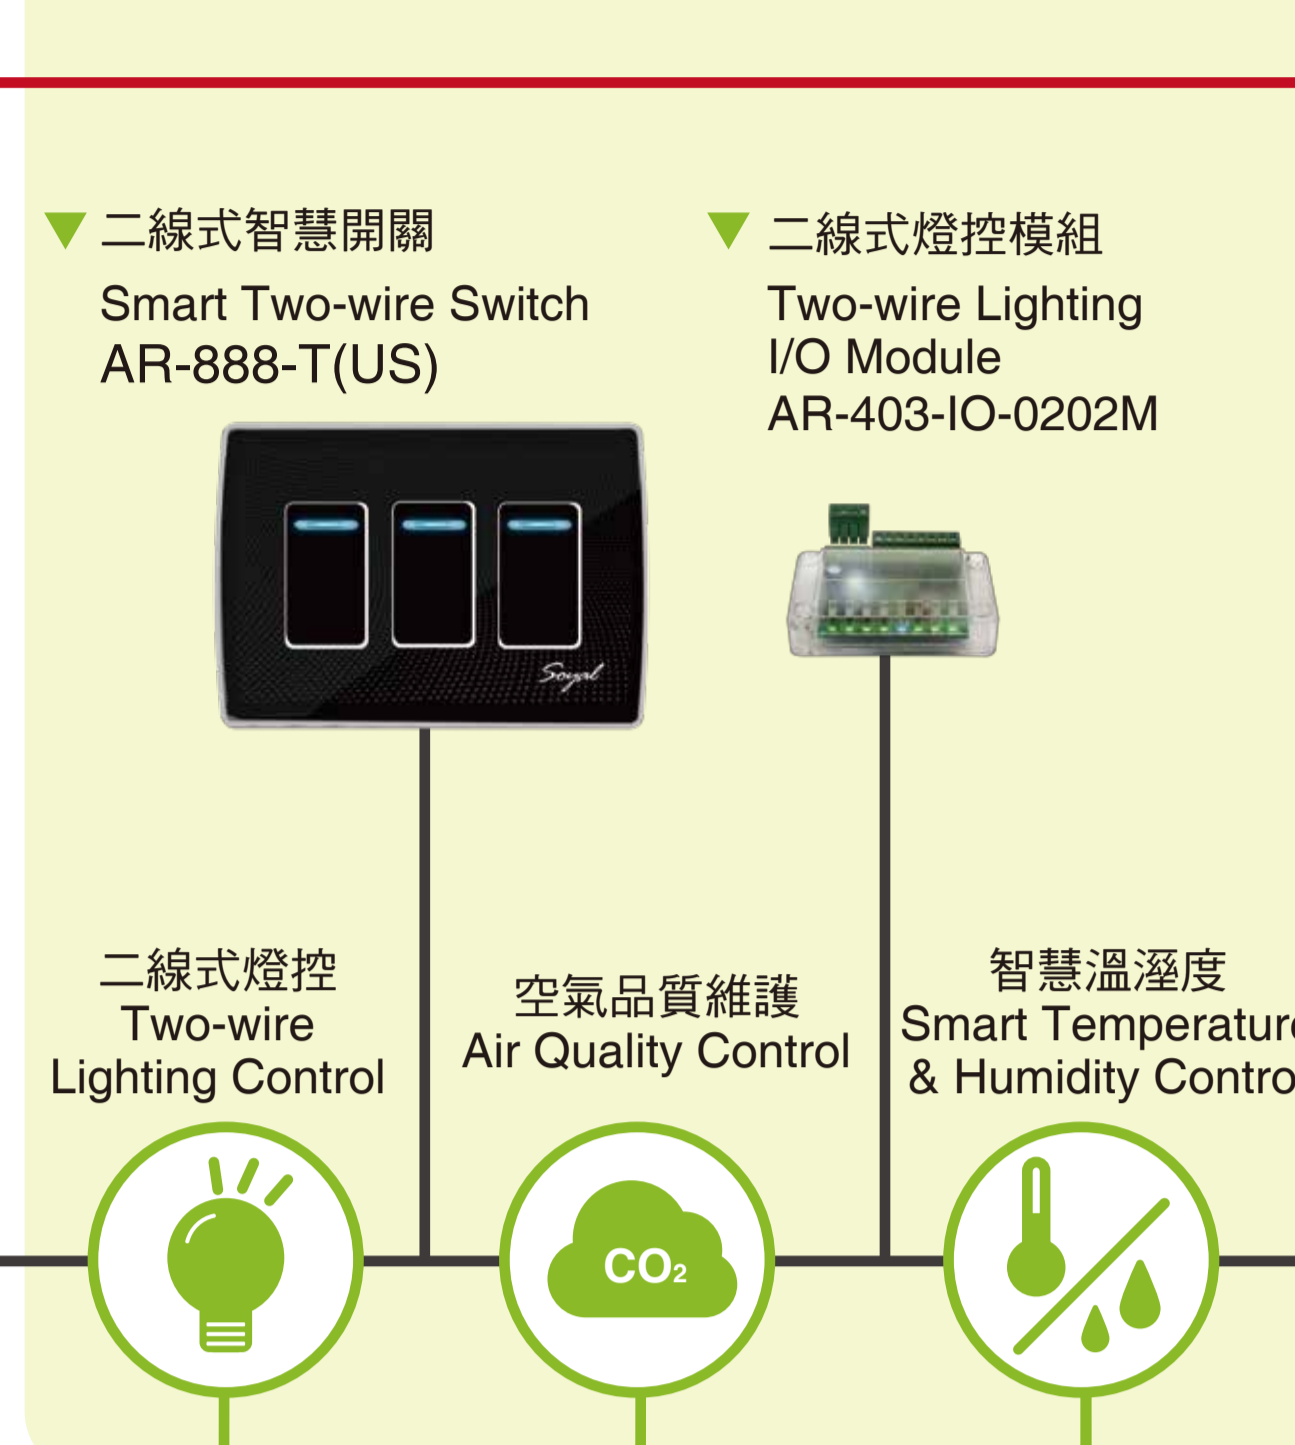 二線式智慧開關
Smart Two-wire Switch
AR-888-T(US)
二線式燈控模組
Two-wire Lighting
I/O Module
AR-403-IO-0202M
Soyal
二線式燈控
Two-wire
Lighting Control
空氣品質維護
Air Quality Control
智慧溫溼度
Smart Temperature
& Humidity Contro
CO₂